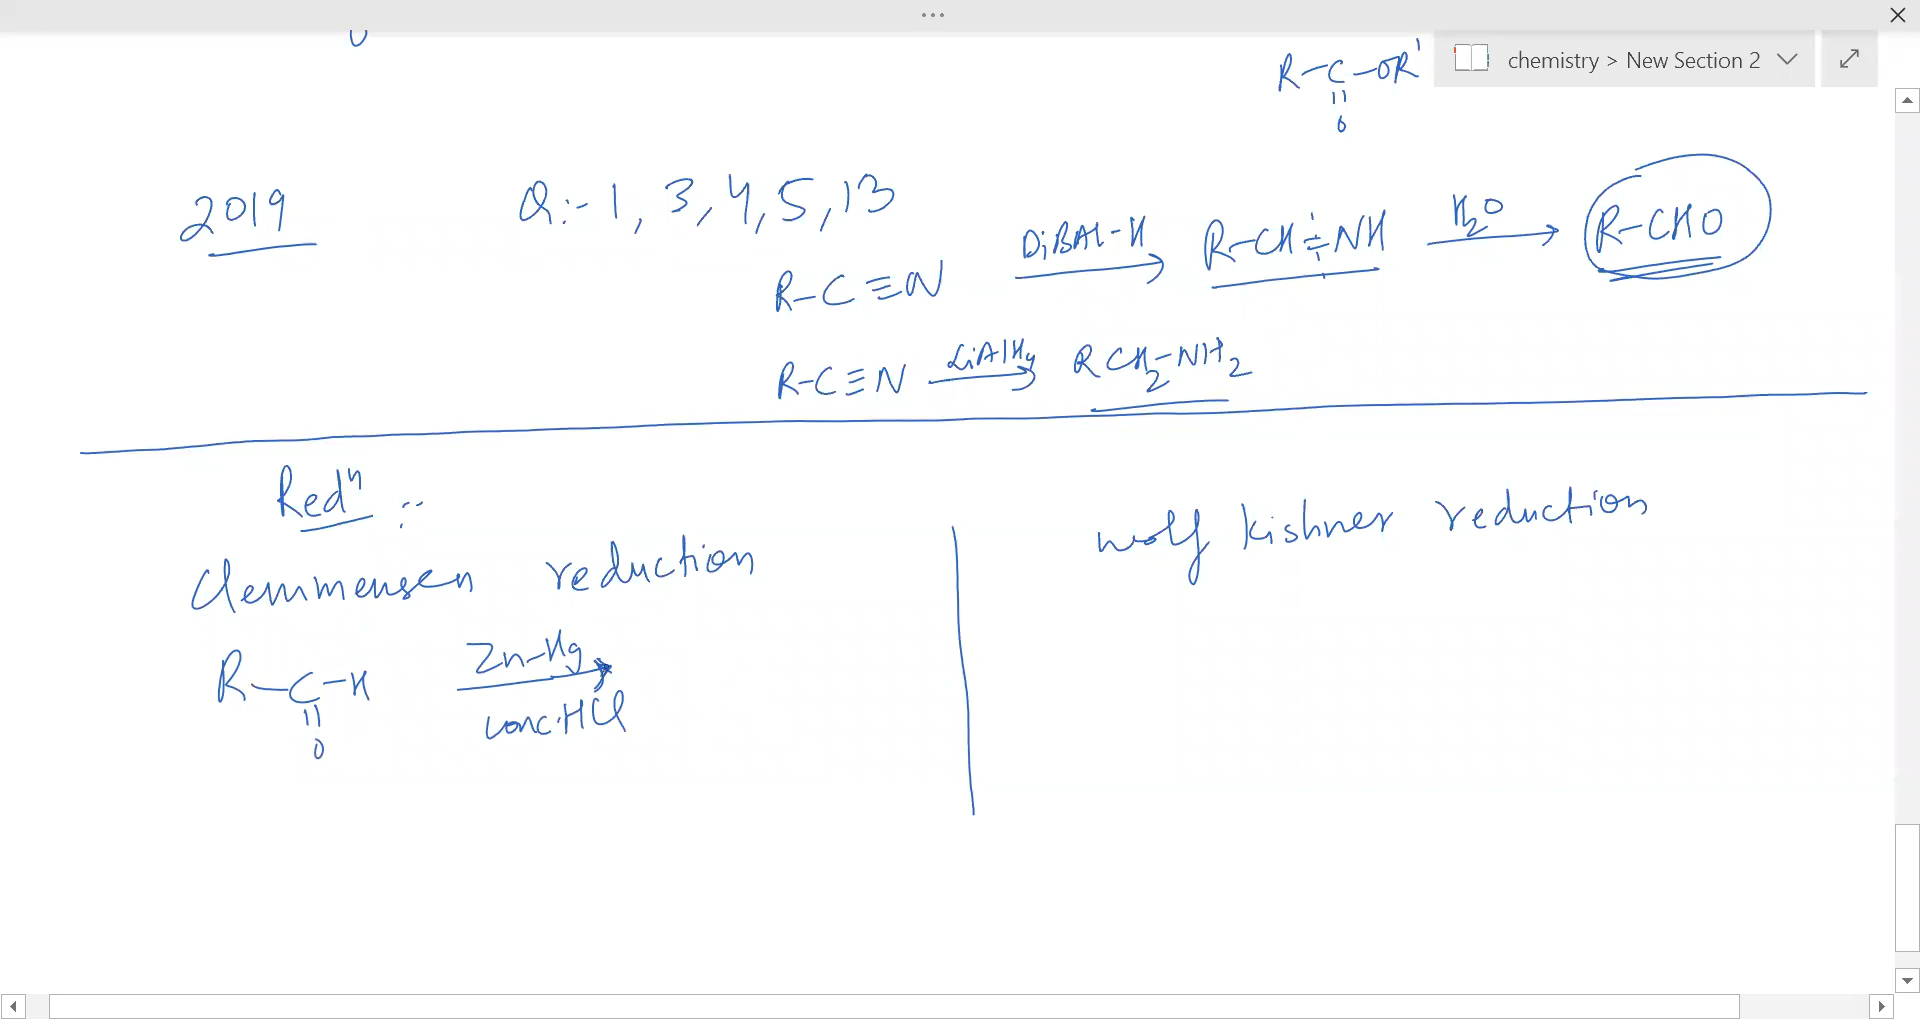 chemistry > New Section 2
R-C-OR'
||
O
2019
Q:- 1, 3, 4, 5, 13
R-C≡N DiBAl-H → R-CH=NH H2O → R-CHO
R-C≡N LiAlH4 → RCH2-NH2
Redn :-
Clemmensen reduction
wolf kishner reduction
R-C-H Zn-Hg → conc.HCl
||
O